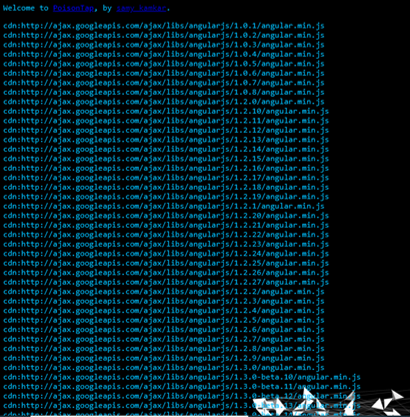 Welcome to PoisonTap, by samy kamkar.
cdn:http://ajax.googleapis.com/ajax/libs/angularjs/1.0.1/angular.min.js
cdn:http://ajax.googleapis.com/ajax/libs/angularjs/1.0.2/angular.min.js
cdn:http://ajax.googleapis.com/ajax/libs/angularjs/1.0.3/angular.min.js
cdn:http://ajax.googleapis.com/ajax/libs/angularjs/1.0.4/angular.min.js
cdn:http://ajax.googleapis.com/ajax/libs/angularjs/1.0.5/angular.min.js
cdn:http://ajax.googleapis.com/ajax/libs/angularjs/1.0.6/angular.min.js
cdn:http://ajax.googleapis.com/ajax/libs/angularjs/1.0.7/angular.min.js
cdn:http://ajax.googleapis.com/ajax/libs/angularjs/1.0.8/angular.min.js
cdn:http://ajax.googleapis.com/ajax/libs/angularjs/1.2.0/angular.min.js
cdn:http://ajax.googleapis.com/ajax/libs/angularjs/1.2.10/angular.min.js
cdn:http://ajax.googleapis.com/ajax/libs/angularjs/1.2.11/angular.min.js
cdn:http://ajax.googleapis.com/ajax/libs/angularjs/1.2.12/angular.min.js
cdn:http://ajax.googleapis.com/ajax/libs/angularjs/1.2.13/angular.min.js
cdn:http://ajax.googleapis.com/ajax/libs/angularjs/1.2.14/angular.min.js
cdn:http://ajax.googleapis.com/ajax/libs/angularjs/1.2.15/angular.min.js
cdn:http://ajax.googleapis.com/ajax/libs/angularjs/1.2.16/angular.min.js
cdn:http://ajax.googleapis.com/ajax/libs/angularjs/1.2.17/angular.min.js
cdn:http://ajax.googleapis.com/ajax/libs/angularjs/1.2.18/angular.min.js
cdn:http://ajax.googleapis.com/ajax/libs/angularjs/1.2.19/angular.min.js
cdn:http://ajax.googleapis.com/ajax/libs/angularjs/1.2.1/angular.min.js
cdn:http://ajax.googleapis.com/ajax/libs/angularjs/1.2.20/angular.min.js
cdn:http://ajax.googleapis.com/ajax/libs/angularjs/1.2.21/angular.min.js
cdn:http://ajax.googleapis.com/ajax/libs/angularjs/1.2.22/angular.min.js
cdn:http://ajax.googleapis.com/ajax/libs/angularjs/1.2.23/angular.min.js
cdn:http://ajax.googleapis.com/ajax/libs/angularjs/1.2.24/angular.min.js
cdn:http://ajax.googleapis.com/ajax/libs/angularjs/1.2.25/angular.min.js
cdn:http://ajax.googleapis.com/ajax/libs/angularjs/1.2.26/angular.min.js
cdn:http://ajax.googleapis.com/ajax/libs/angularjs/1.2.27/angular.min.js
cdn:http://ajax.googleapis.com/ajax/libs/angularjs/1.2.2/angular.min.js
cdn:http://ajax.googleapis.com/ajax/libs/angularjs/1.2.3/angular.min.js
cdn:http://ajax.googleapis.com/ajax/libs/angularjs/1.2.4/angular.min.js
cdn:http://ajax.googleapis.com/ajax/libs/angularjs/1.2.5/angular.min.js
cdn:http://ajax.googleapis.com/ajax/libs/angularjs/1.2.6/angular.min.js
cdn:http://ajax.googleapis.com/ajax/libs/angularjs/1.2.7/angular.min.js
cdn:http://ajax.googleapis.com/ajax/libs/angularjs/1.2.8/angular.min.js
cdn:http://ajax.googleapis.com/ajax/libs/angularjs/1.2.9/angular.min.js
cdn:http://ajax.googleapis.com/ajax/libs/angularjs/1.3.0/angular.min.js
cdn:http://ajax.googleapis.com/ajax/libs/angularjs/1.3.0-beta.10/angular.min.js
cdn:http://ajax.googleapis.com/ajax/libs/angularjs/1.3.0-beta.11/angular.min.js
cdn:http://ajax.googleapis.com/ajax/libs/angularjs/1.3.0-beta.12/angular.min.js